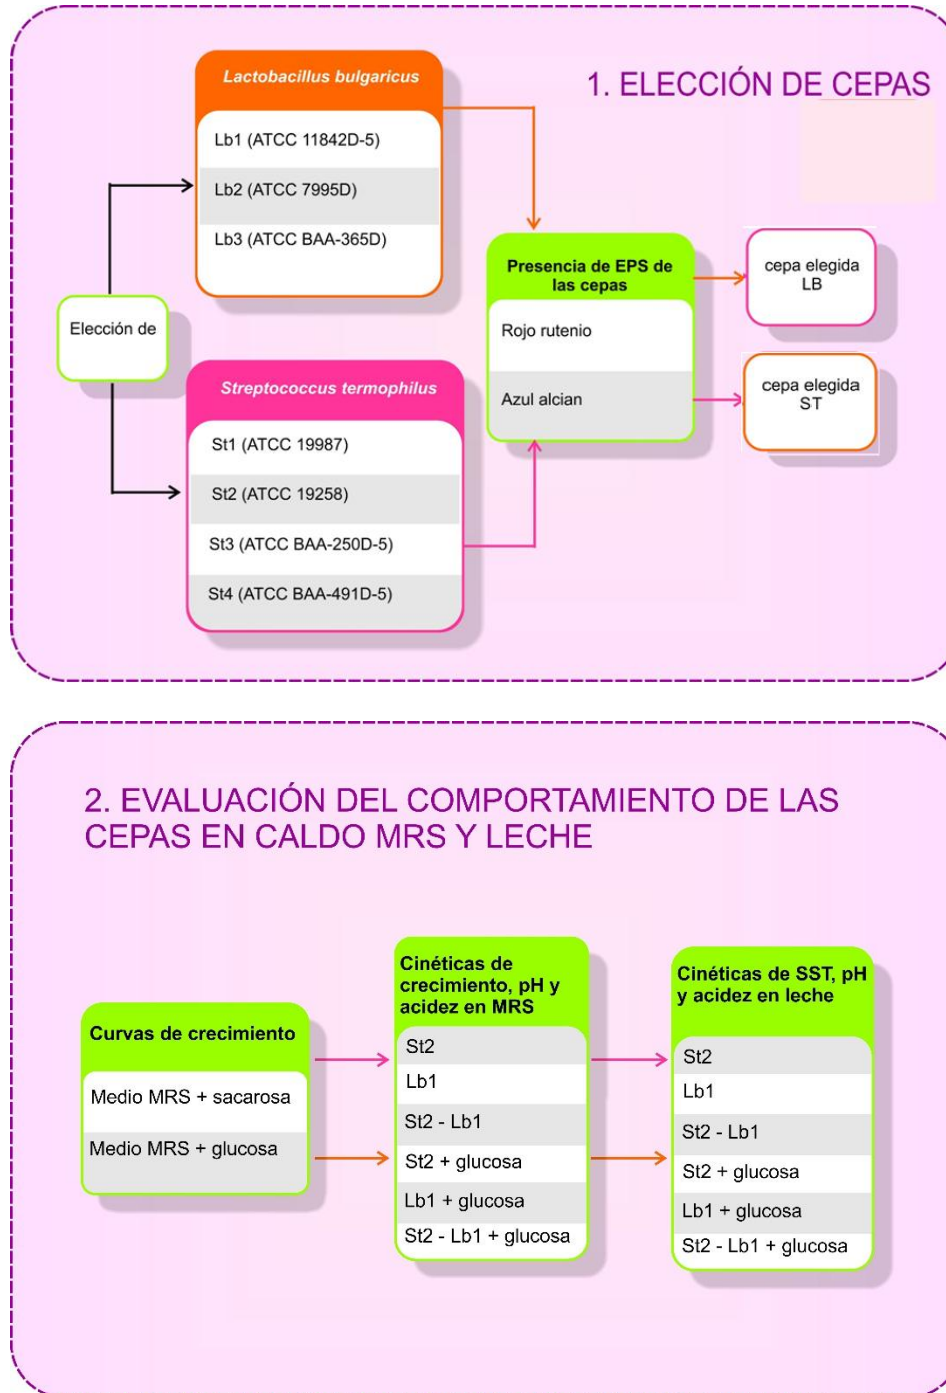 1. ELECCIÓN DE CEPAS
Lactobacillus bulgaricus
Lb1 (ATCC 11842D-5)
Lb2 (ATCC 7995D)
Lb3 (ATCC BAA-365D)
Elección de
Streptococcus termophilus
St1 (ATCC 19987)
St2 (ATCC 19258)
St3 (ATCC BAA-250D-5)
St4 (ATCC BAA-491D-5)
Presencia de EPS de
las cepas
Rojo rutenio
Azul alcian
cepa elegida
LB
cepa elegida
ST
2. EVALUACIÓN DEL COMPORTAMIENTO DE LAS
CEPAS EN CALDO MRS Y LECHE
Curvas de crecimiento
Medio MRS + sacarosa
Medio MRS + glucosa
Cinéticas de
crecimiento, pH y
acidez en MRS
St2
Lb1
St2 - Lb1
St2 + glucosa
Lb1 + glucosa
St2 - Lb1 + glucosa
Cinéticas de SST, pH
y acidez en leche
St2
Lb1
St2 - Lb1
St2 + glucosa
Lb1 + glucosa
St2 - Lb1 + glucosa